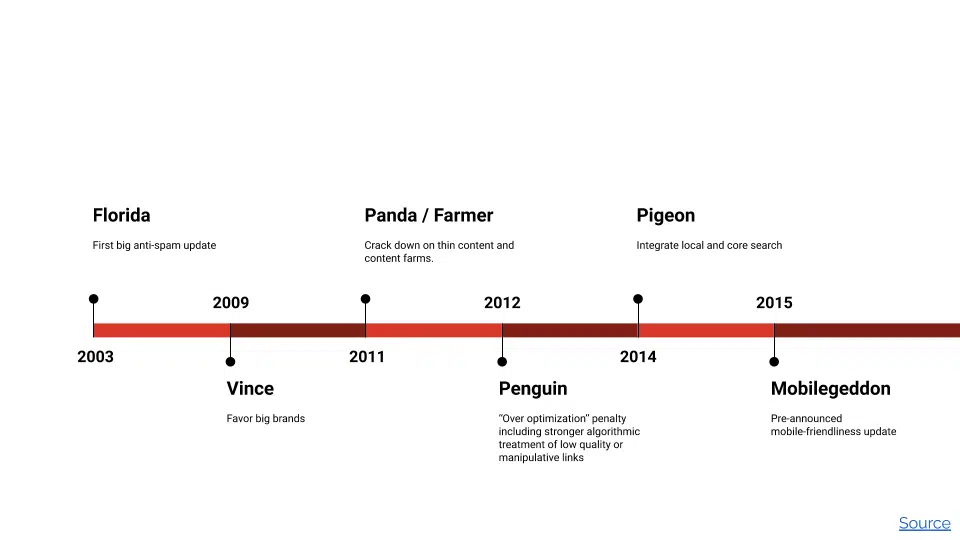 Florida
First big anti-spam update
Panda / Farmer
Crack down on thin content and
content farms.
Pigeon
Integrate local and core search
2009
2012
2015
2003
2011
2014
Vince
Favor big brands
Penguin
“Over optimization” penalty
including stronger algorithmic
treatment of low quality or
manipulative links
Mobilegeddon
Pre-announced
mobile-friendliness update
Source